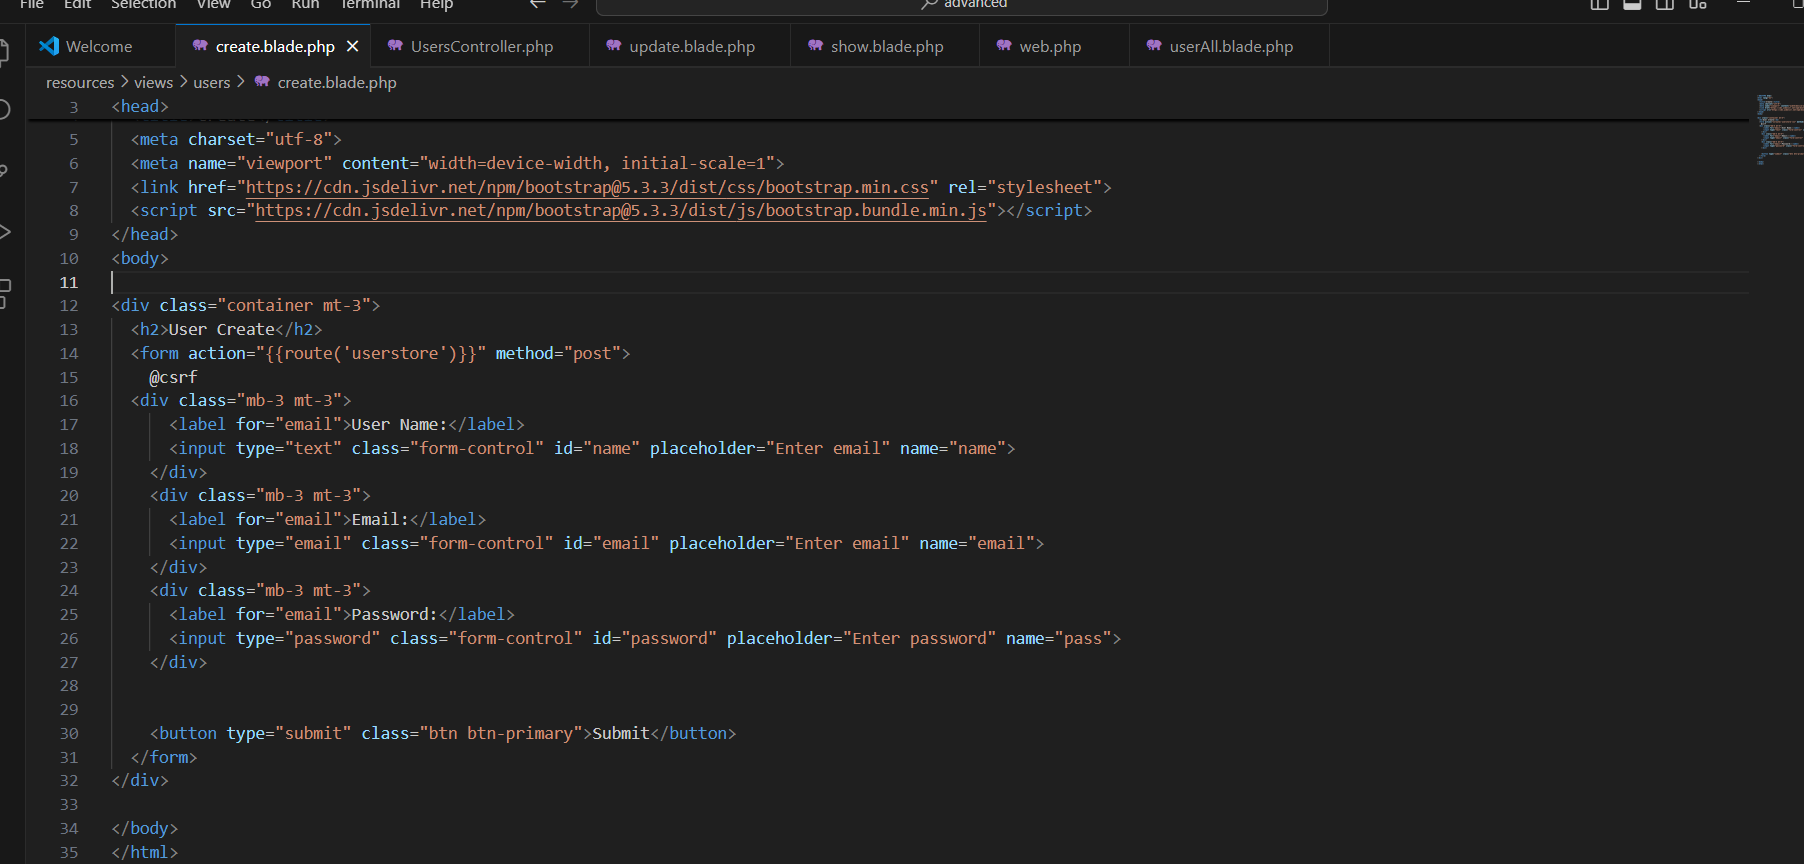 File Edit Selection View Go Run Terminal Help advanced
Welcome create.blade.php UsersController.php update.blade.php show.blade.php web.php userAll.blade.php
resources > views > users > create.blade.php
3 <head>
5 <meta charset="utf-8">
6 <meta name="viewport" content="width=device-width, initial-scale=1">
7 <link href="https://cdn.jsdelivr.net/npm/bootstrap@5.3.3/dist/css/bootstrap.min.css" rel="stylesheet">
8 <script src="https://cdn.jsdelivr.net/npm/bootstrap@5.3.3/dist/js/bootstrap.bundle.min.js"></script>
9 </head>
10 <body>
11
12 <div class="container mt-3">
13 <h2>User Create</h2>
14 <form action="{{route('userstore')}}" method="post">
15 @csrf
16 <div class="mb-3 mt-3">
17 <label for="email">User Name:</label>
18 <input type="text" class="form-control" id="name" placeholder="Enter email" name="name">
19 </div>
20 <div class="mb-3 mt-3">
21 <label for="email">Email:</label>
22 <input type="email" class="form-control" id="email" placeholder="Enter email" name="email">
23 </div>
24 <div class="mb-3 mt-3">
25 <label for="email">Password:</label>
26 <input type="password" class="form-control" id="password" placeholder="Enter password" name="pass">
27 </div>
28
29
30 <button type="submit" class="btn btn-primary">Submit</button>
31 </form>
32 </div>
33
34 </body>
35 </html>